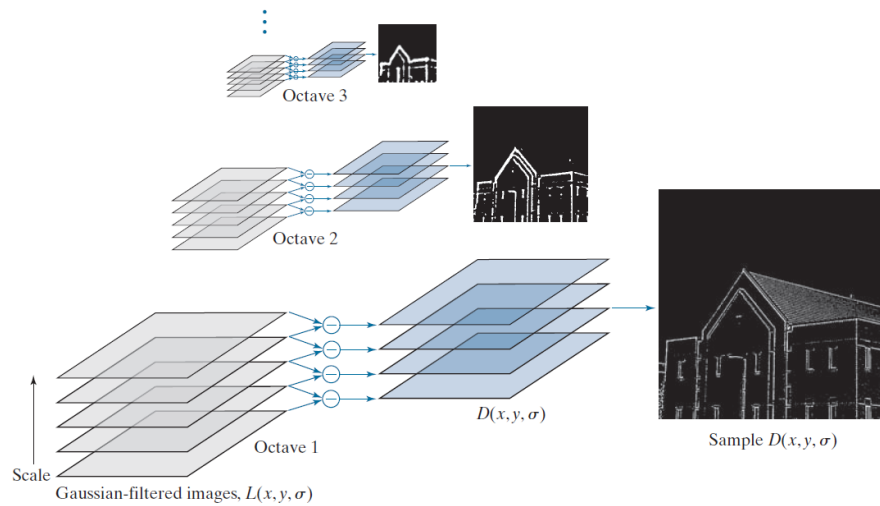 Octave 3
Octave 2
Octave 1
D(x, y, σ)
Sample D(x, y, σ)
Scale
Gaussian-filtered images, L(x, y, σ)